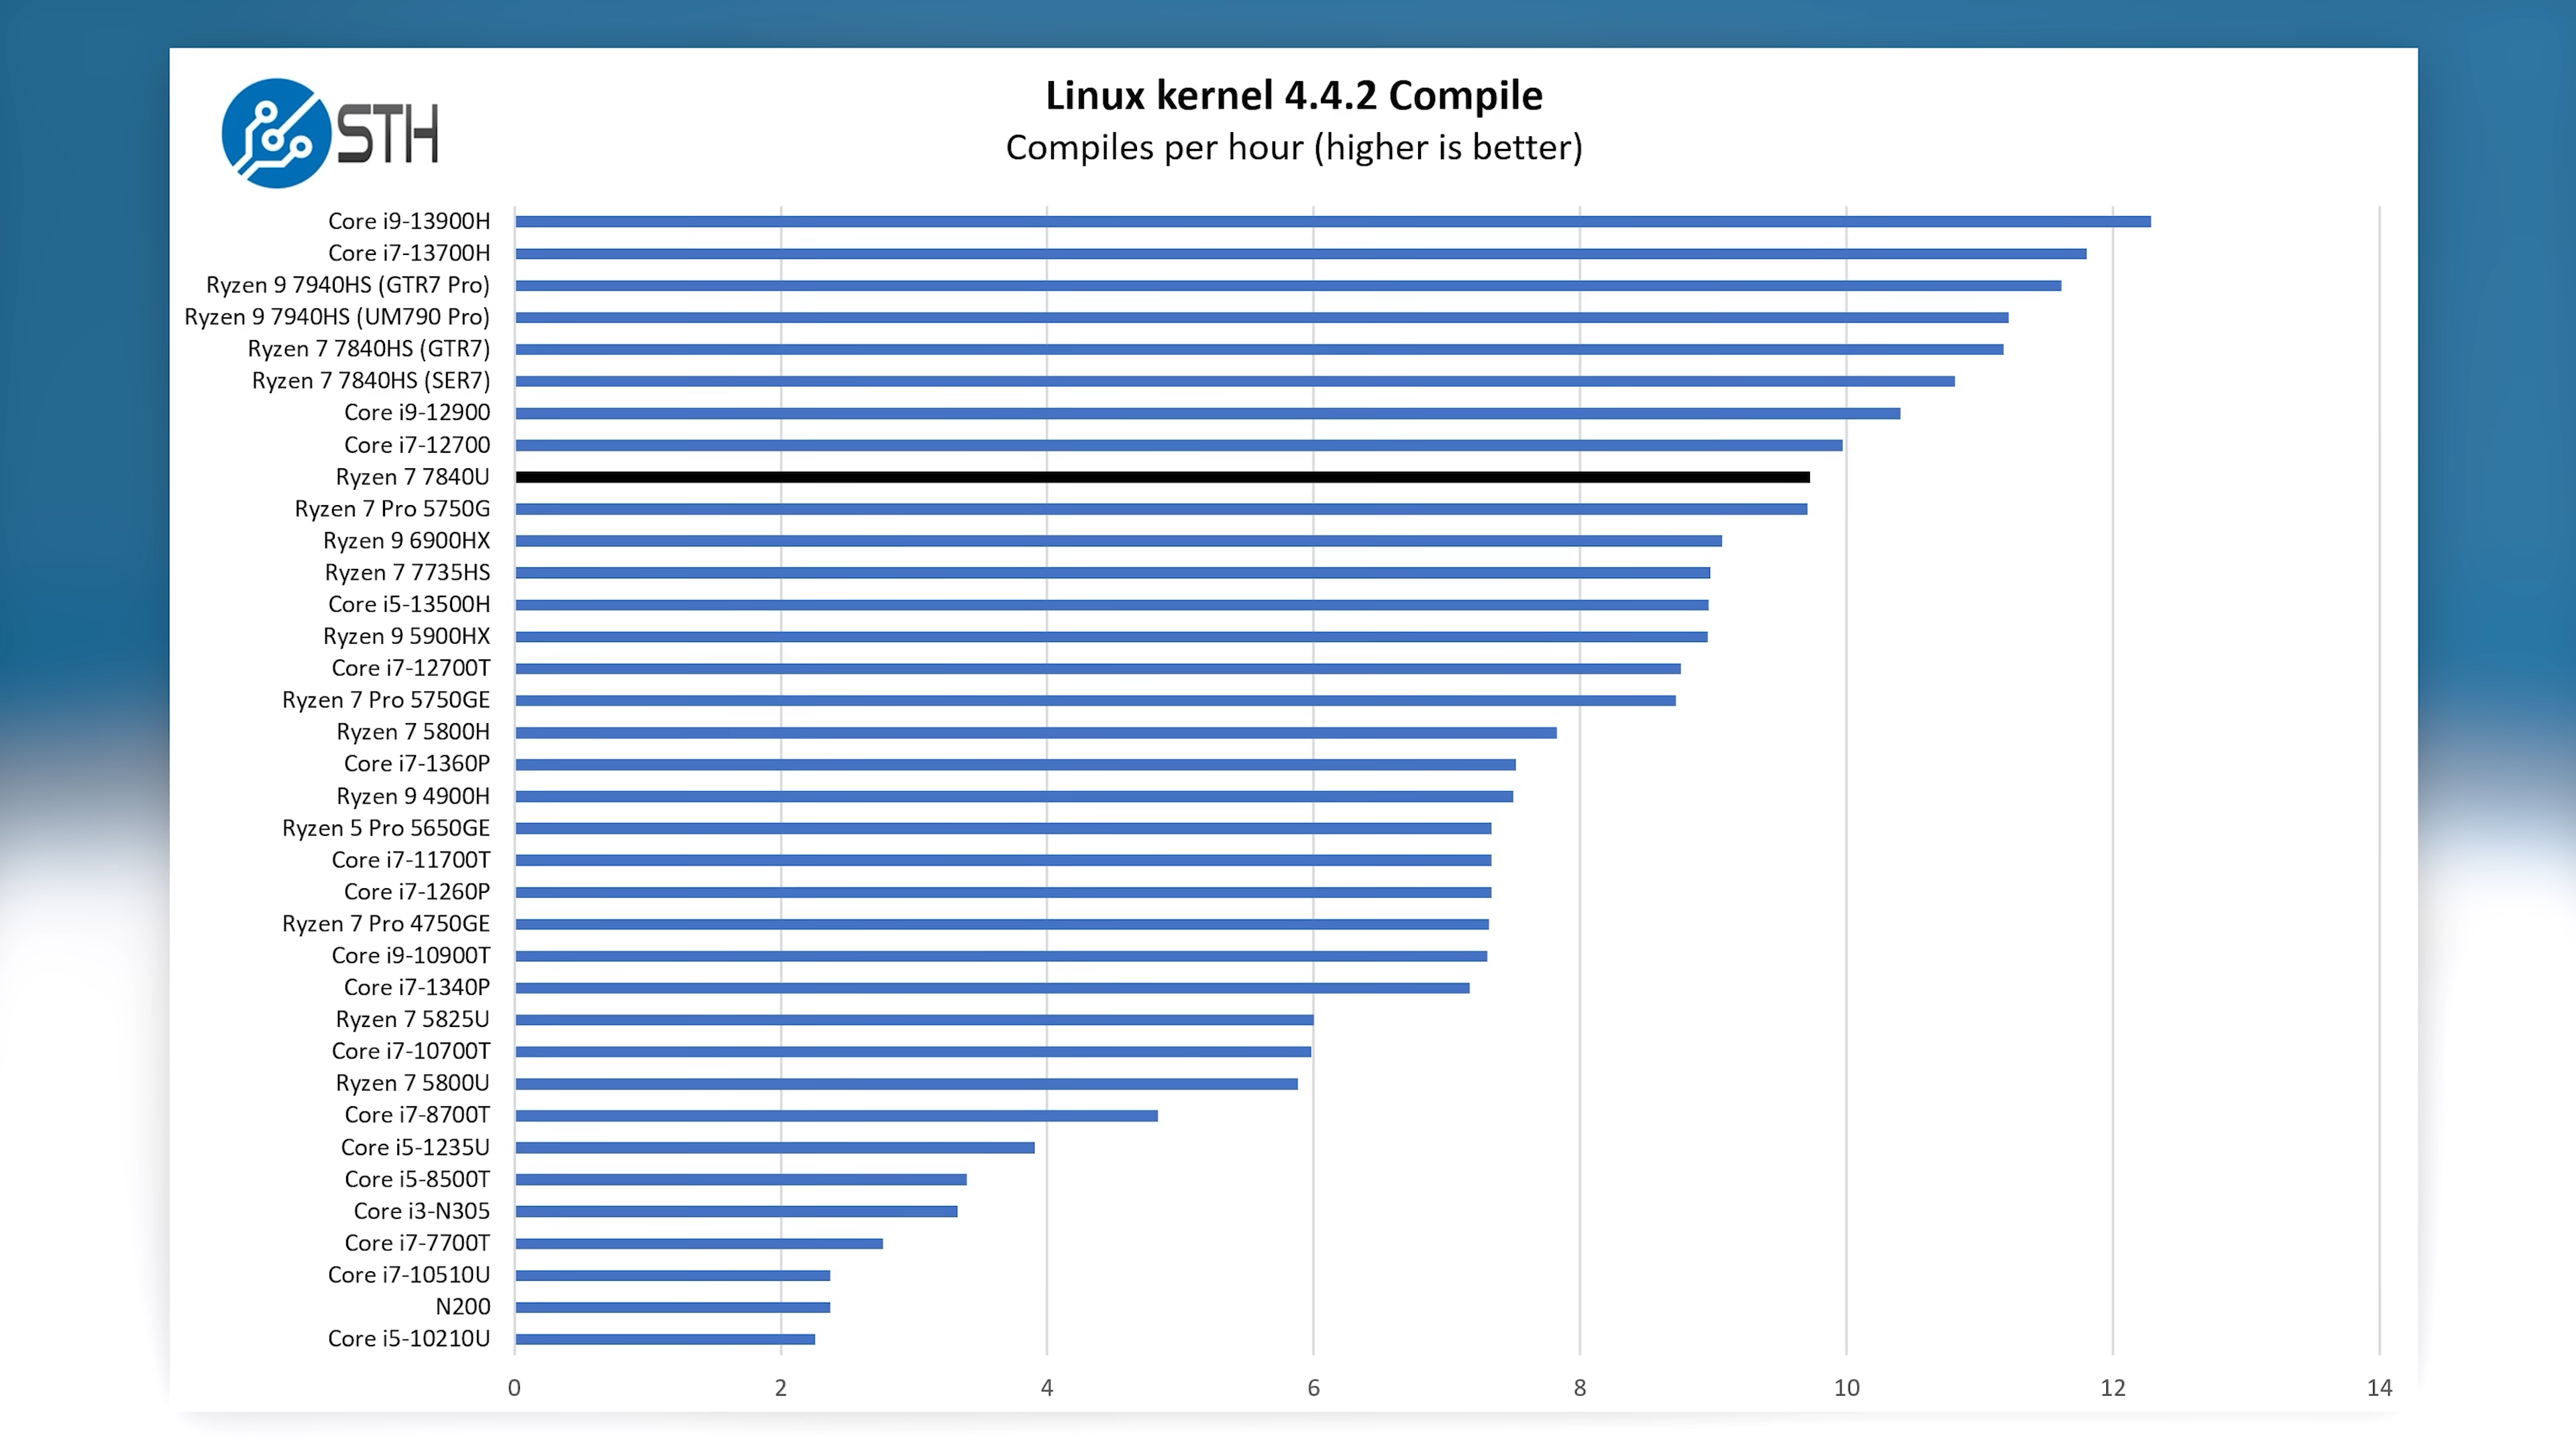 STH
Linux kernel 4.4.2 Compile
Compiles per hour (higher is better)
Core i9-13900H
Core i7-13700H
Ryzen 9 7940HS (GTR7 Pro)
Ryzen 9 7940HS (UM790 Pro)
Ryzen 7 7840HS (GTR7)
Ryzen 7 7840HS (SER7)
Core i9-12900
Core i7-12700
Ryzen 7 7840U
Ryzen 7 Pro 5750G
Ryzen 9 6900HX
Ryzen 7 7735HS
Core i5-13500H
Ryzen 9 5900HX
Core i7-12700T
Ryzen 7 Pro 5750GE
Ryzen 7 5800H
Core i7-1360P
Ryzen 9 4900H
Ryzen 5 Pro 5650GE
Core i7-11700T
Core i7-1260P
Ryzen 7 Pro 4750GE
Core i9-10900T
Core i7-1340P
Ryzen 7 5825U
Core i7-10700T
Ryzen 7 5800U
Core i7-8700T
Core i5-1235U
Core i5-8500T
Core i3-N305
Core i7-7700T
Core i7-10510U
N200
Core i5-10210U
0 2 4 6 8 10 12 14